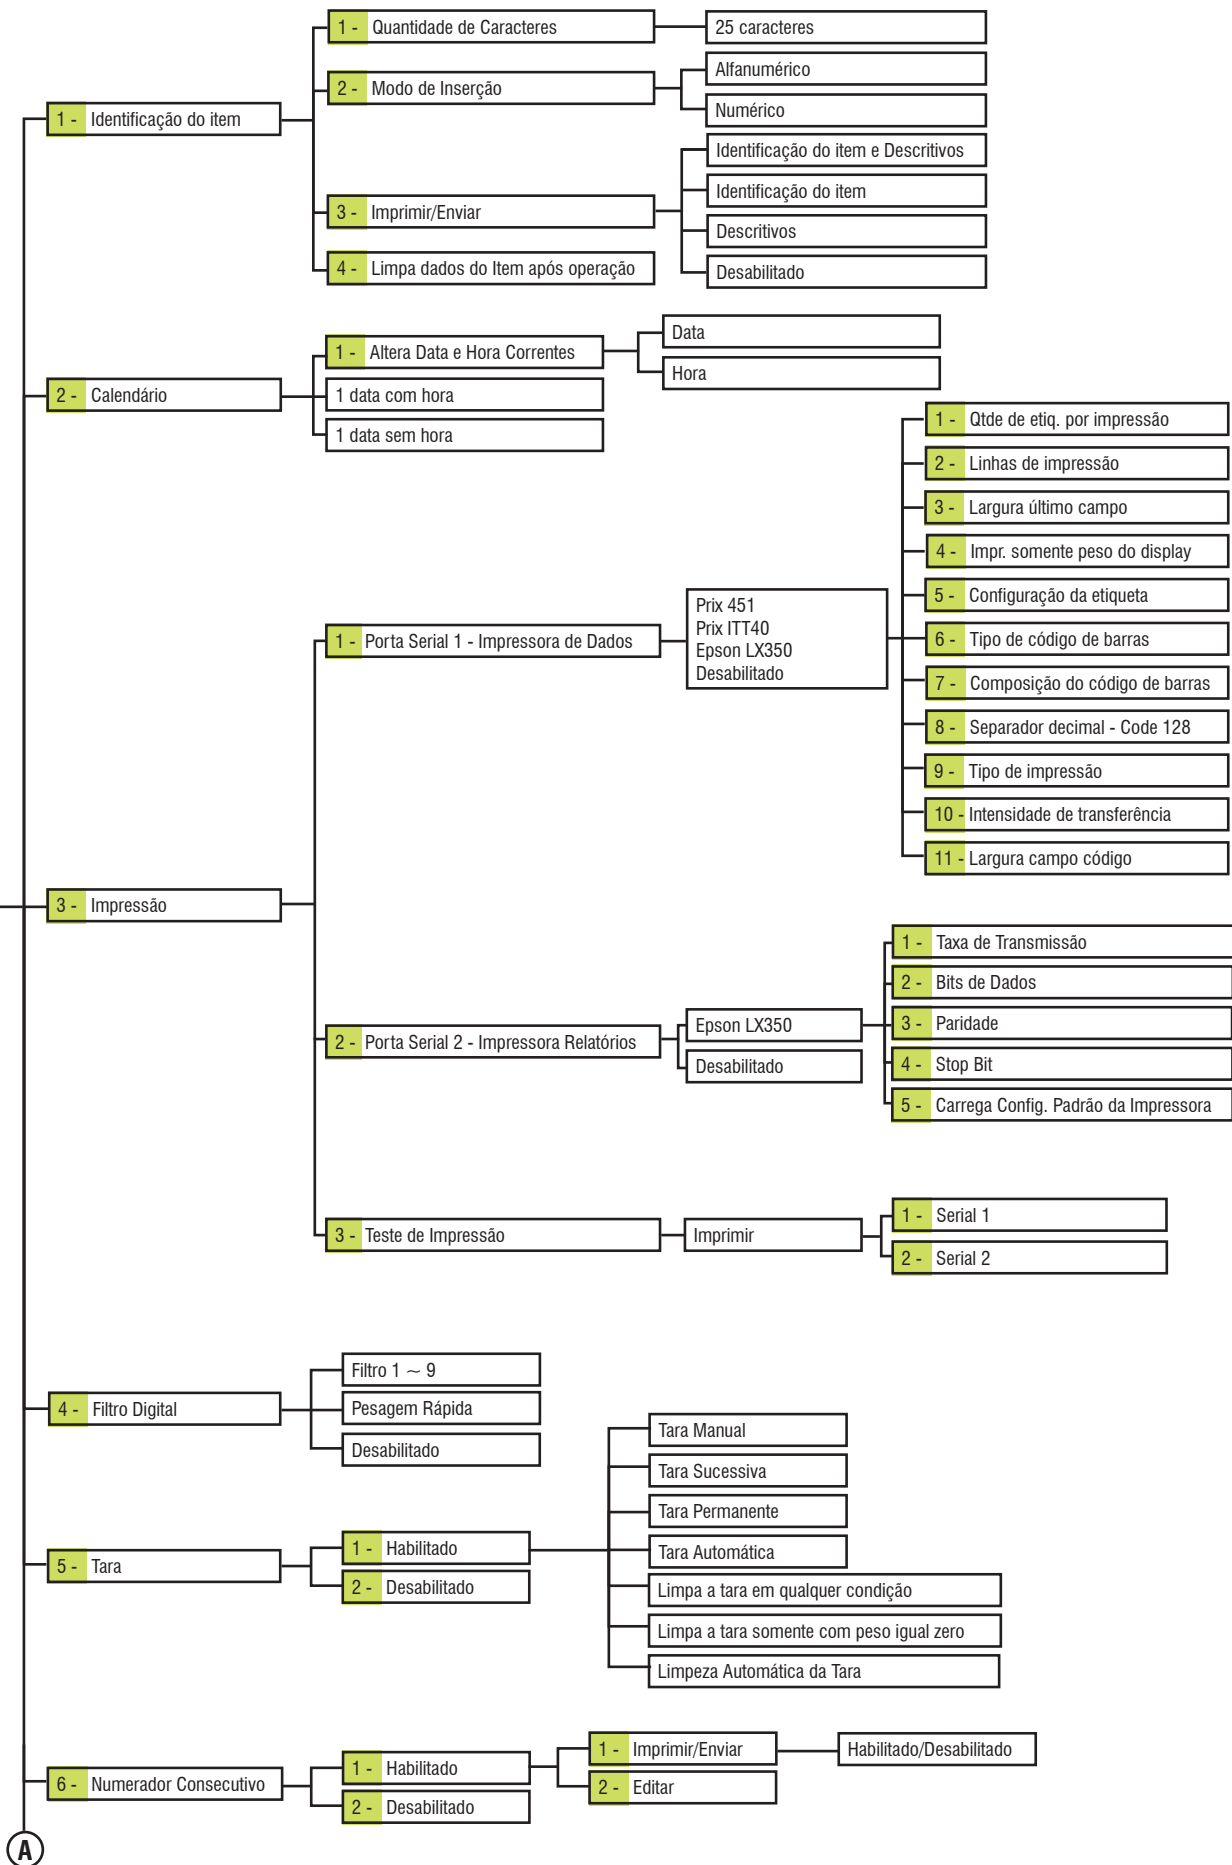 1 - Identificação do item
1 - Quantidade de Caracteres
25 caracteres
2 - Modo de Inserção
Alfanumérico
Numérico
3 - Imprimir/Enviar
Identificação do item e Descritivos
Identificação do item
Descritivos
Desabilitado
4 - Limpa dados do Item após operação
2 - Calendário
1 - Altera Data e Hora Correntes
Data
Hora
1 data com hora
1 data sem hora
3 - Impressão
1 - Porta Serial 1 - Impressora de Dados
Prix 451
Prix ITT40
Epson LX350
Desabilitado
1 - Qtde de etiq. por impressão
2 - Linhas de impressão
3 - Largura último campo
4 - Impr. somente peso do display
5 - Configuração da etiqueta
6 - Tipo de código de barras
7 - Composição do código de barras
8 - Separador decimal - Code 128
9 - Tipo de impressão
10 - Intensidade de transferência
11 - Largura campo código
2 - Porta Serial 2 - Impressora Relatórios
Epson LX350
Desabilitado
1 - Taxa de Transmissão
2 - Bits de Dados
3 - Paridade
4 - Stop Bit
5 - Carrega Config. Padrão da Impressora
3 - Teste de Impressão
Imprimir
1 - Serial 1
2 - Serial 2
4 - Filtro Digital
Filtro 1 ~ 9
Pesagem Rápida
Desabilitado
5 - Tara
1 - Habilitado
2 - Desabilitado
Tara Manual
Tara Sucessiva
Tara Permanente
Tara Automática
Limpa a tara em qualquer condição
Limpa a tara somente com peso igual zero
Limpeza Automática da Tara
6 - Numerador Consecutivo
1 - Habilitado
2 - Desabilitado
1 - Imprimir/Enviar
Habilitado/Desabilitado
2 - Editar
A